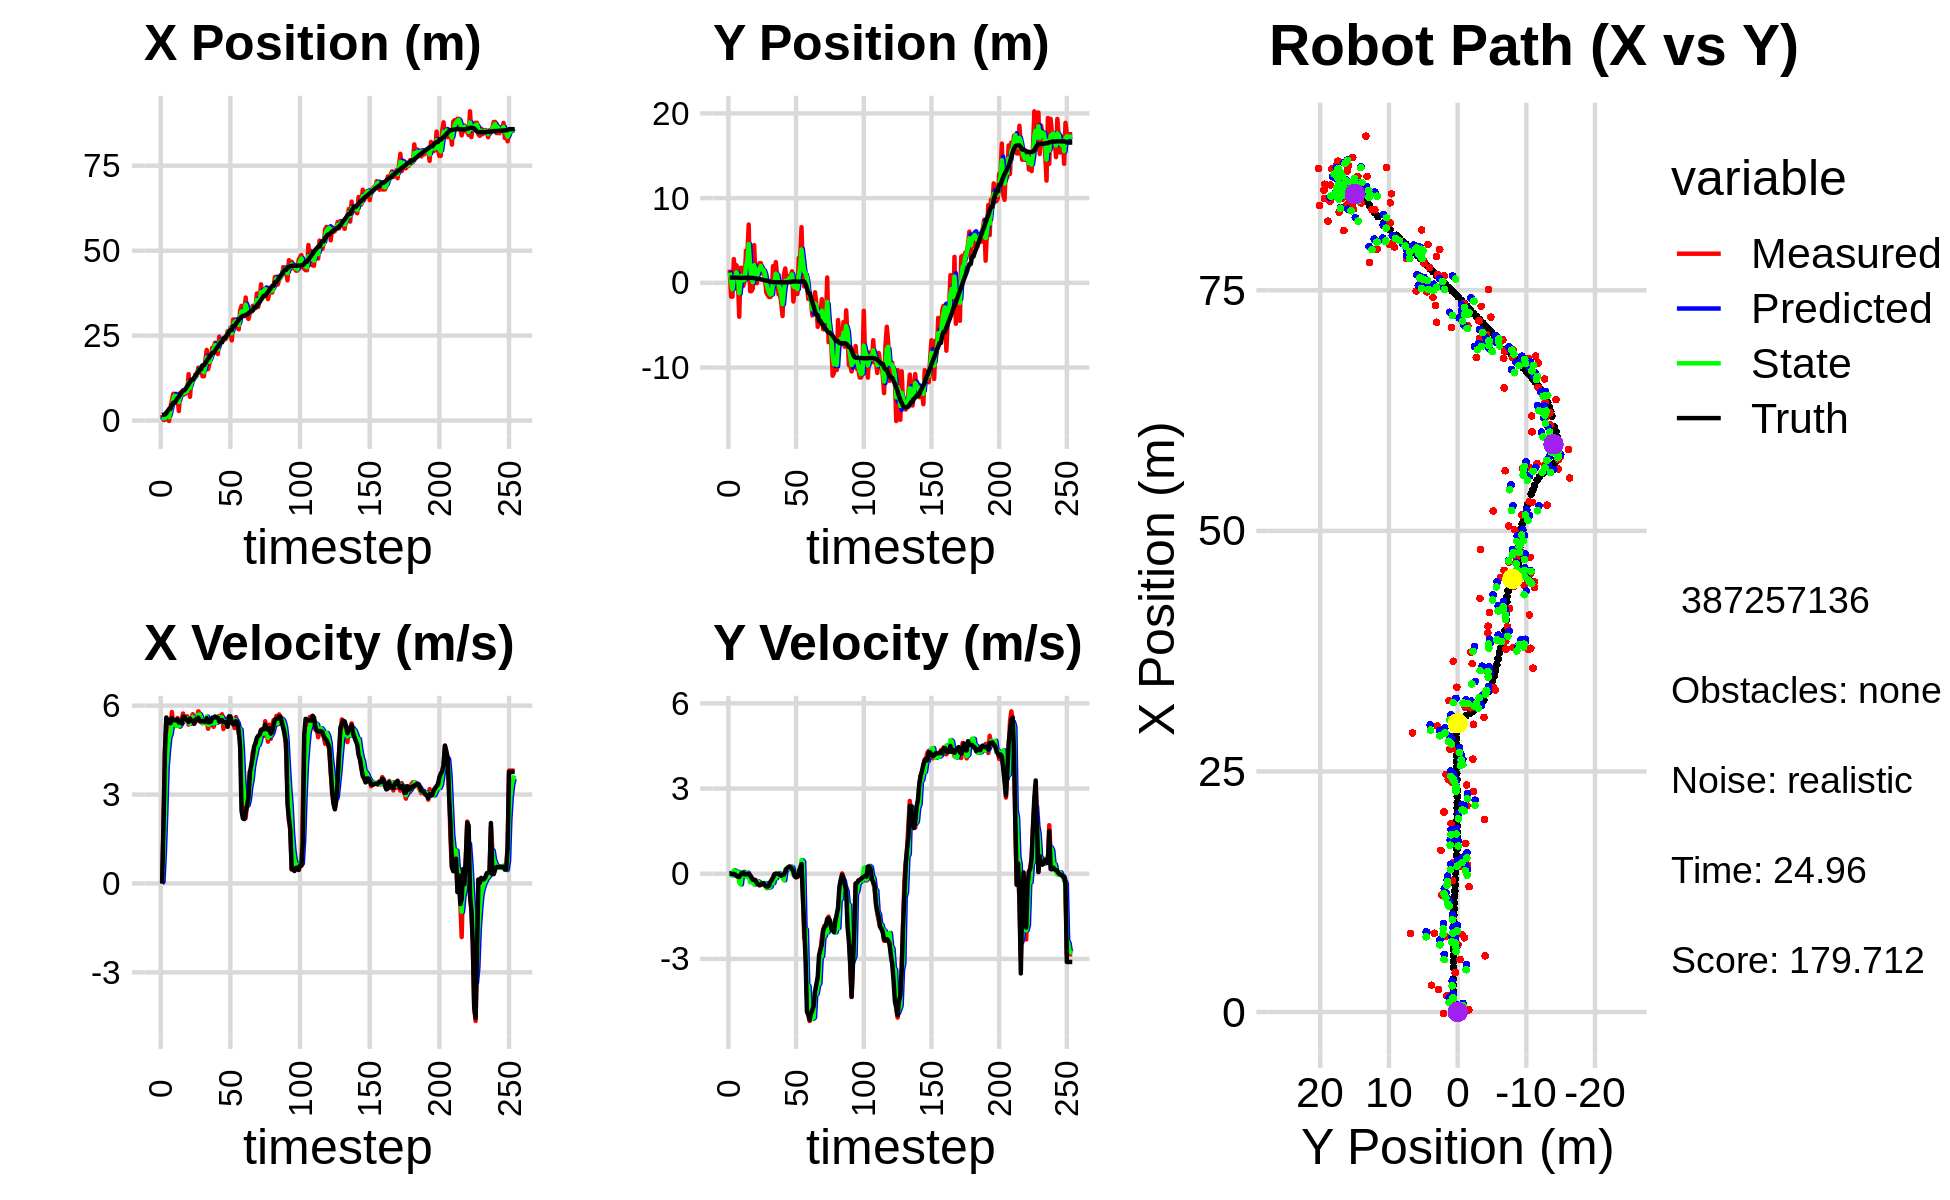 X Position (m)
75
50
25
0
0
50
100
150
200
250
timestep
Y Position (m)
20
10
0
-10
0
50
100
150
200
250
timestep
X Velocity (m/s)
6
3
0
-3
0
50
100
150
200
250
timestep
Y Velocity (m/s)
6
3
0
-3
0
50
100
150
200
250
timestep
Robot Path (X vs Y)
X Position (m)
75
50
25
0
20 10 0 -10 -20
Y Position (m)
variable
Measured
Predicted
State
Truth
387257136
Obstacles: none
Noise: realistic
Time: 24.96
Score: 179.712